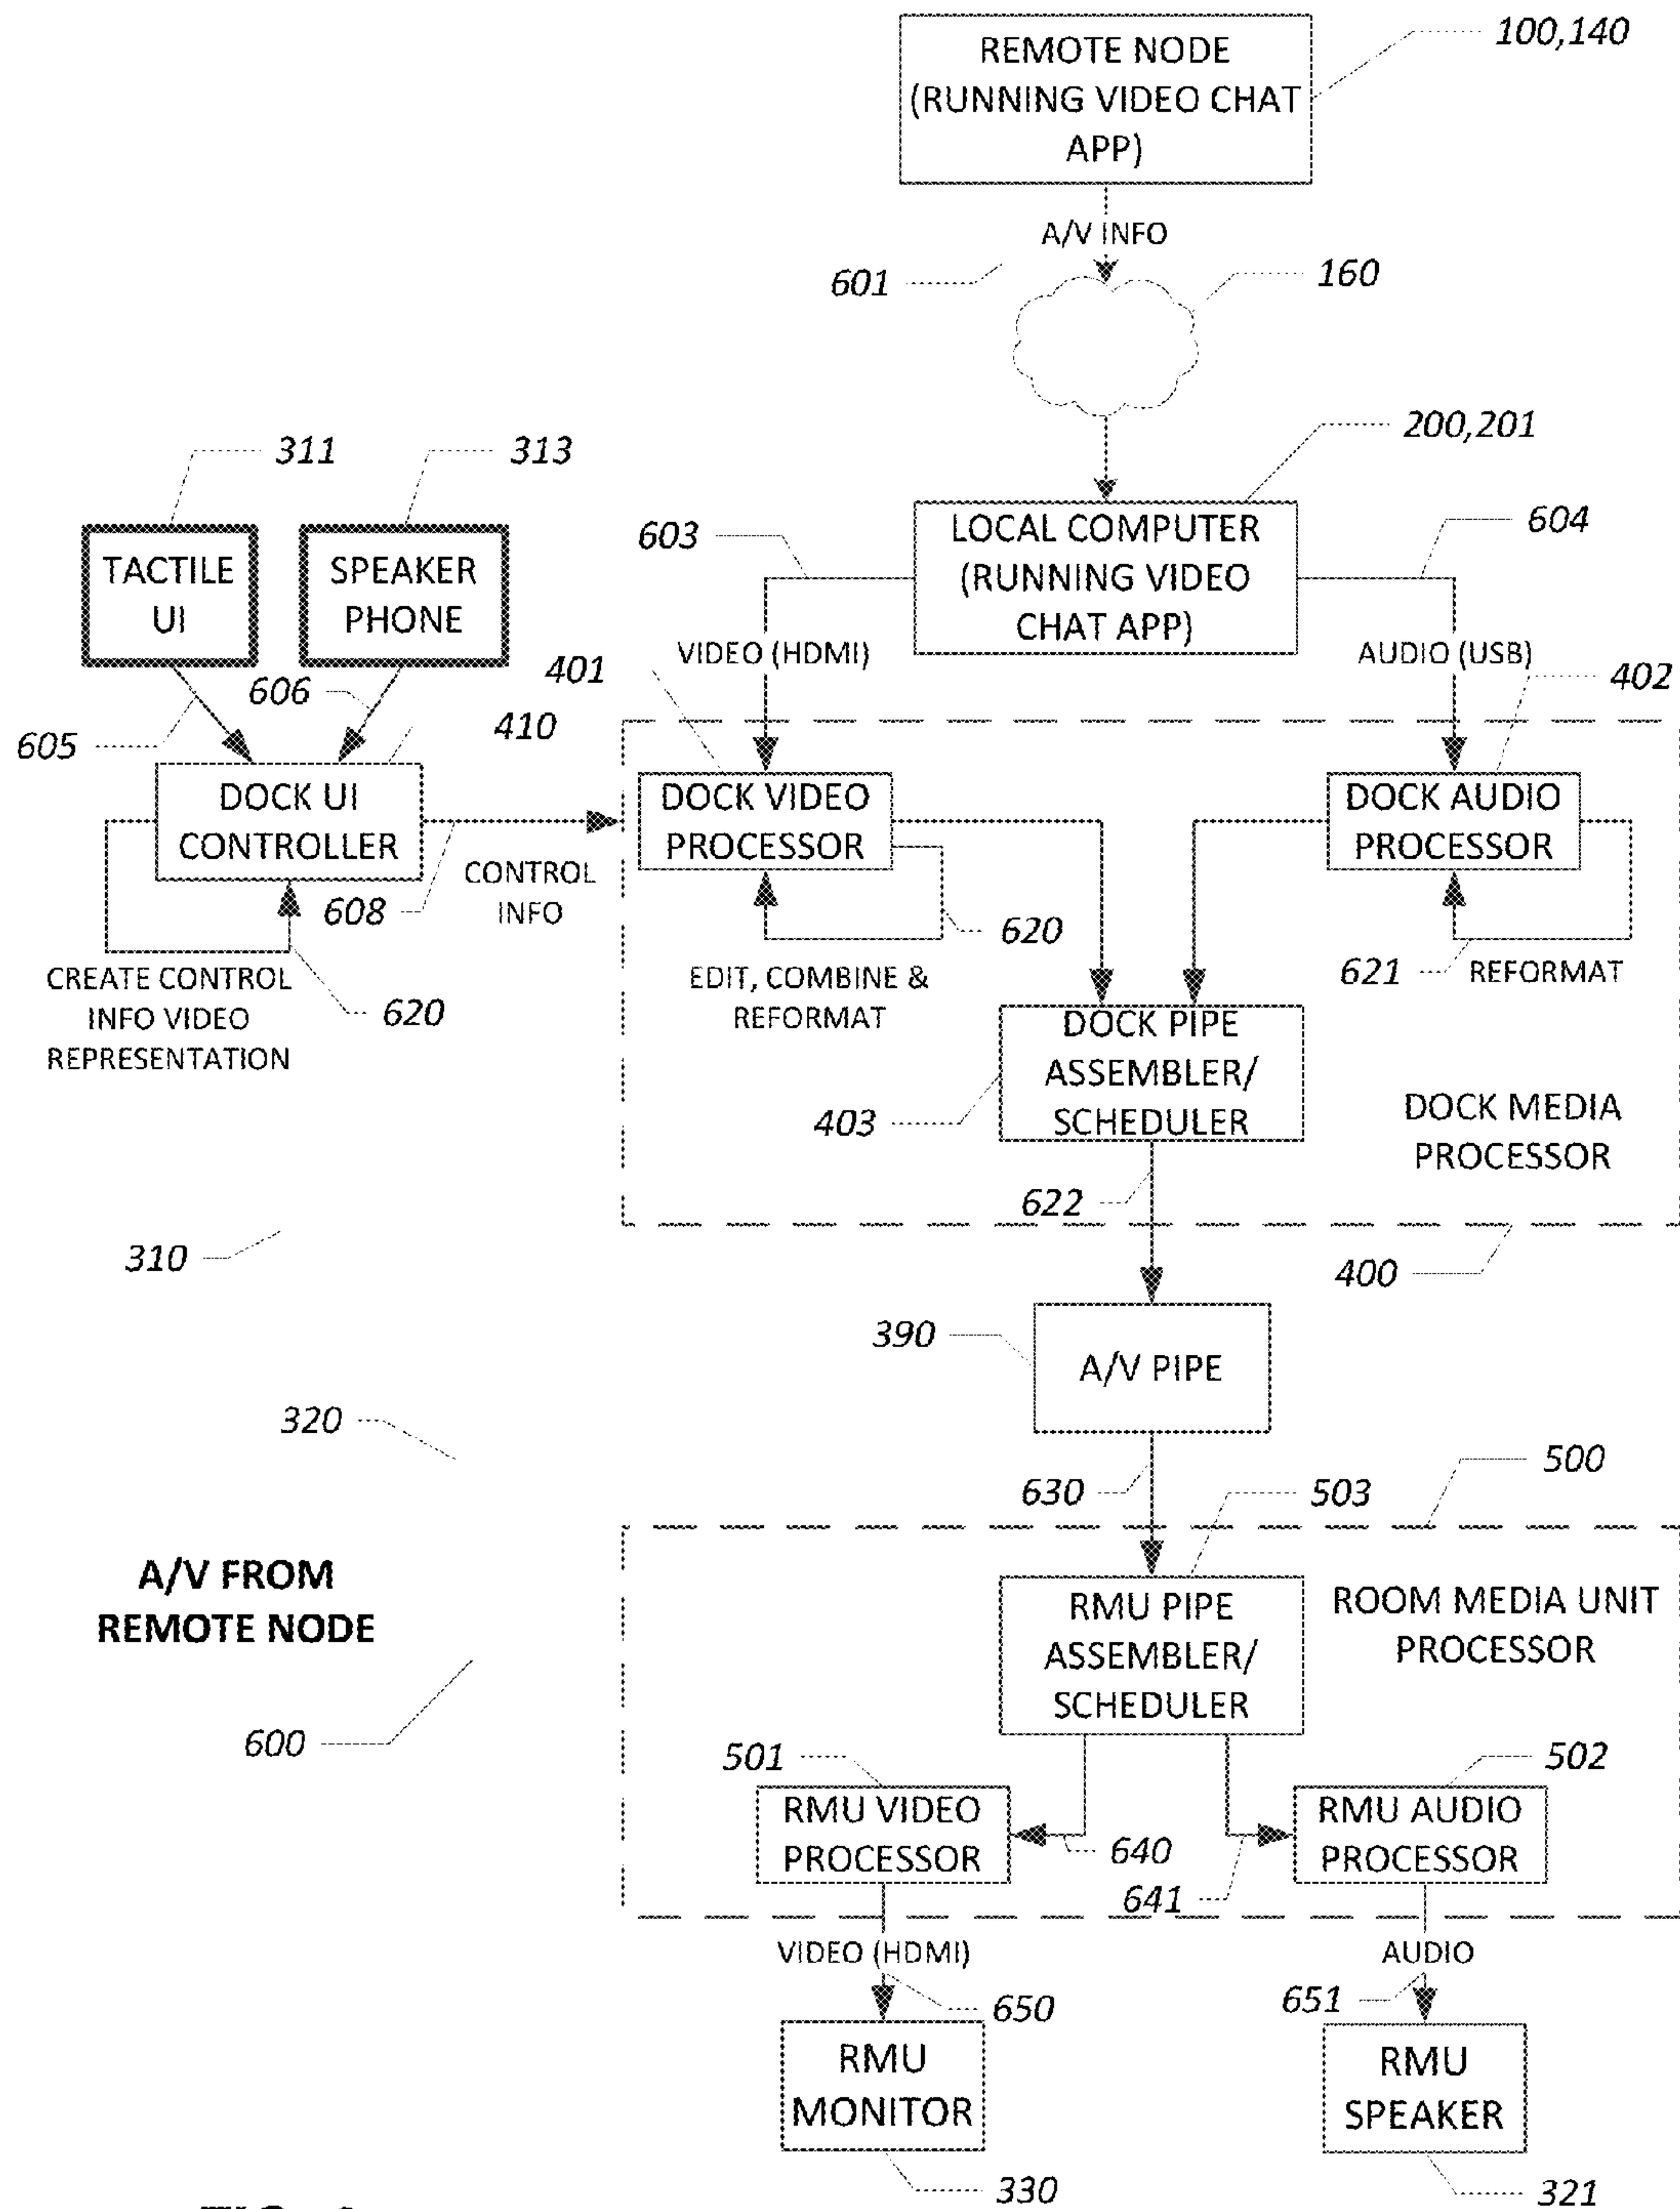 REMOTE NODE
(RUNNING VIDEO CHAT
APP)
100,140
A/V INFO
601
160
200,201
311
313
TACTILE
UI
SPEAKER
PHONE
603
LOCAL COMPUTER
(RUNNING VIDEO
CHAT APP)
604
VIDEO (HDMI)
AUDIO (USB)
401
402
606
605
410
DOCK UI
CONTROLLER
DOCK VIDEO
PROCESSOR
DOCK AUDIO
PROCESSOR
CONTROL
INFO
608
620
621
CREATE CONTROL
INFO VIDEO
REPRESENTATION
620
EDIT, COMBINE &
REFORMAT
REFORMAT
DOCK PIPE
ASSEMBLER/
SCHEDULER
403
DOCK MEDIA
PROCESSOR
622
310
400
390
A/V PIPE
320
630
500
503
A/V FROM
REMOTE NODE
RMU PIPE
ASSEMBLER/
SCHEDULER
ROOM MEDIA UNIT
PROCESSOR
600
501
502
RMU VIDEO
PROCESSOR
RMU AUDIO
PROCESSOR
640
641
VIDEO (HDMI)
AUDIO
650
651
RMU
MONITOR
RMU
SPEAKER
330
321